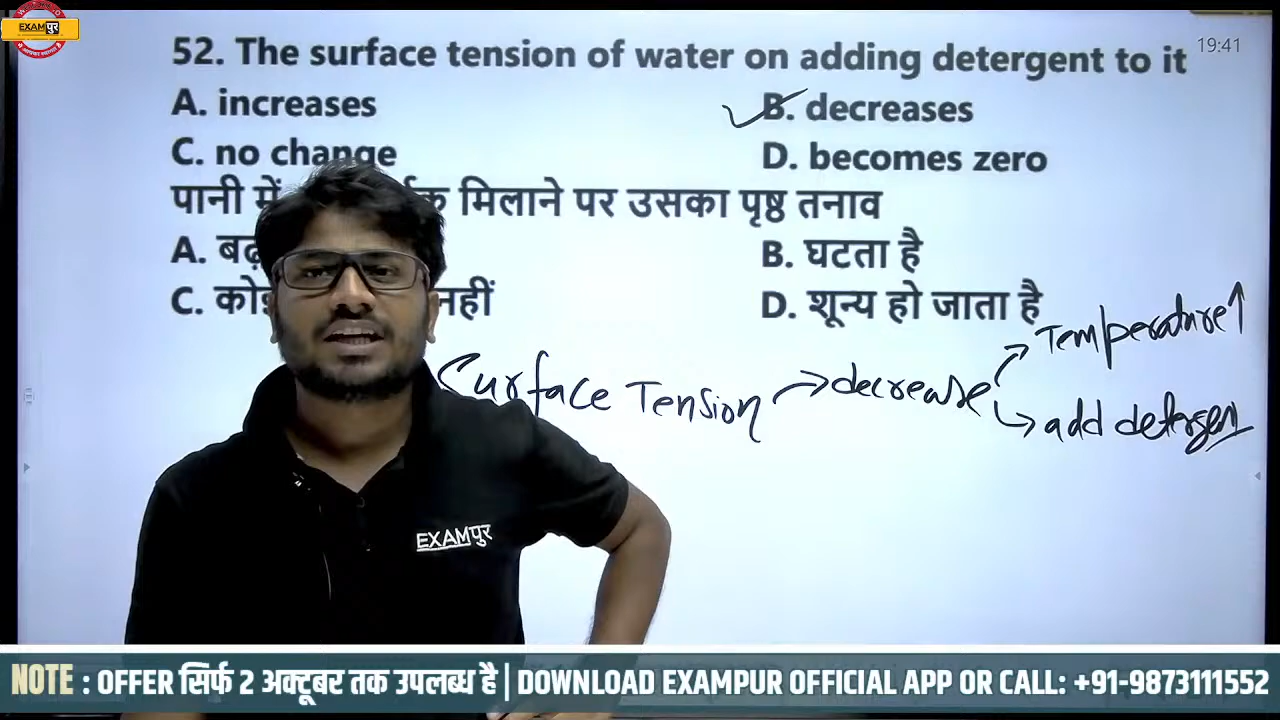 EXAMपुर
19:41
52. The surface tension of water on adding detergent to it
A. increases
B. decreases
C. no change
D. becomes zero
पानी में मिलाने पर उसका पृष्ठ तनाव
A.
B. घटता है
C. नहीं
D. शून्य हो जाता है
Temperature↑
Surface Tension → decrease
→ add detergent
EXAMपुर
NOTE : OFFER सिर्फ 2 अक्टूबर तक उपलब्ध है | DOWNLOAD EXAMPUR OFFICIAL APP OR CALL: +91-9873111552